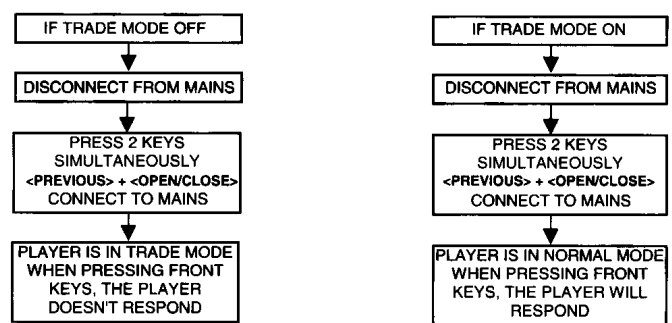 IF TRADE MODE OFF
DISCONNECT FROM MAINS
PRESS 2 KEYS
SIMULTANEOUSLY
<PREVIOUS> + <OPEN/CLOSE>
CONNECT TO MAINS
PLAYER IS IN TRADE MODE
WHEN PRESSING FRONT
KEYS, THE PLAYER
DOESN'T RESPOND
IF TRADE MODE ON
DISCONNECT FROM MAINS
PRESS 2 KEYS
SIMULTANEOUSLY
<PREVIOUS> + <OPEN/CLOSE>
CONNECT TO MAINS
PLAYER IS IN NORMAL MODE
WHEN PRESSING FRONT
KEYS, THE PLAYER WILL
RESPOND